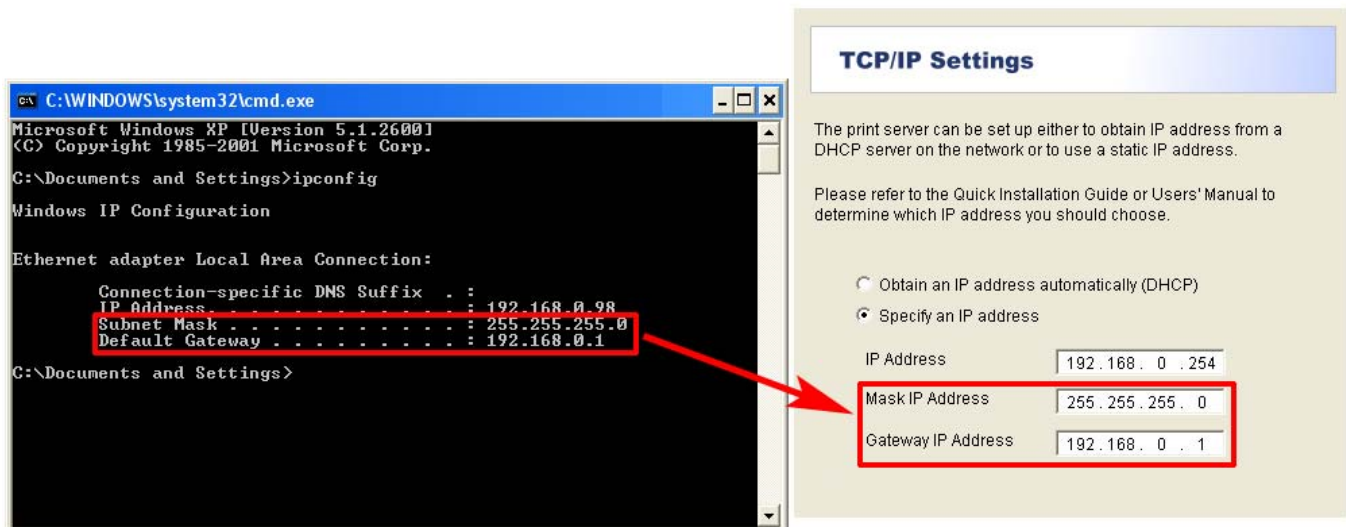 C:\WINDOWS\system32\cmd.exe
Microsoft Windows XP [Version 5.1.2600]
(C) Copyright 1985-2001 Microsoft Corp.
C:\Documents and Settings>ipconfig
Windows IP Configuration
Ethernet adapter Local Area Connection:
Connection-specific DNS Suffix . :
IP Address. . . . . . . . . . . . : 192.168.0.98
Subnet Mask . . . . . . . . . . . : 255.255.255.0
Default Gateway . . . . . . . . . : 192.168.0.1
C:\Documents and Settings>
TCP/IP Settings
The print server can be set up either to obtain IP address from a
DHCP server on the network or to use a static IP address.
Please refer to the Quick Installation Guide or Users' Manual to
determine which IP address you should choose.
Obtain an IP address automatically (DHCP)
Specify an IP address
IP Address 192.168. 0 .254
Mask IP Address 255.255.255. 0
Gateway IP Address 192.168. 0 . 1